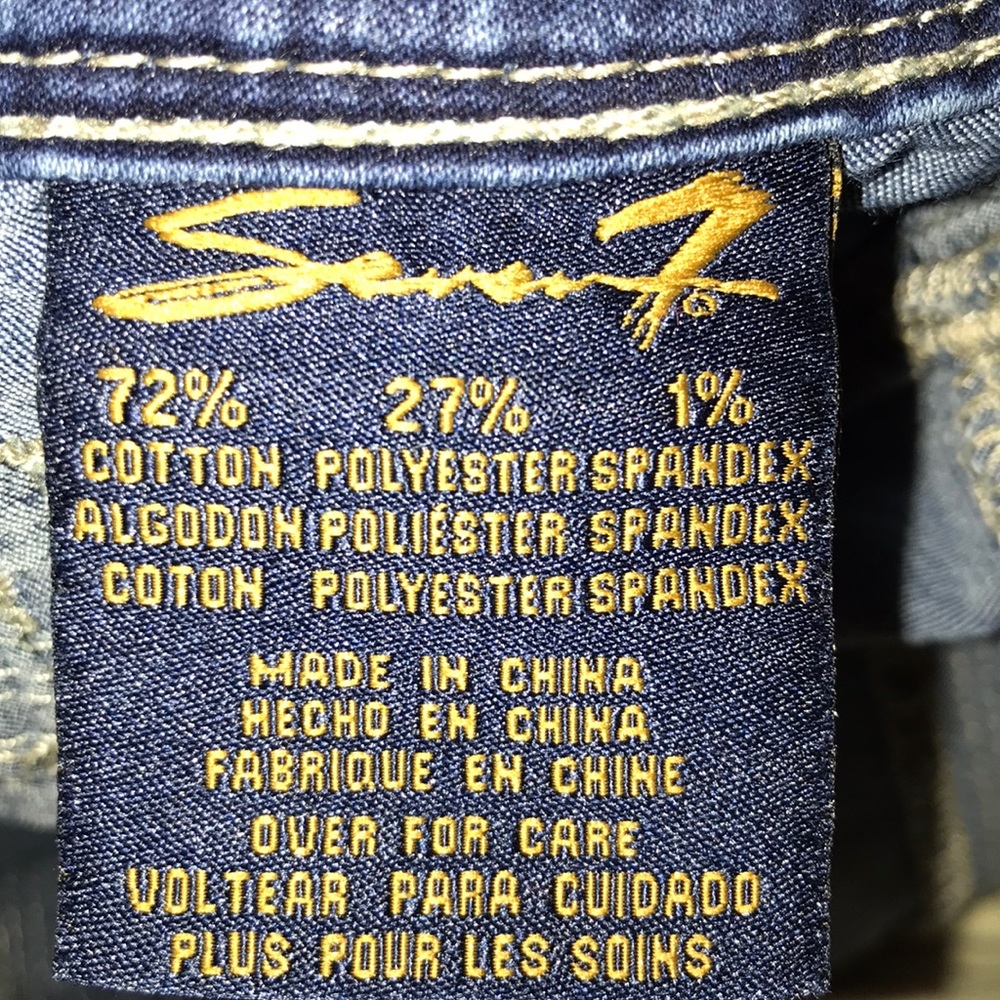 Seven7®
72% 27% 1%
COTTON POLYESTER SPANDEX
ALGODON POLIÉSTER SPANDEX
COTON POLYESTER SPANDEX
MADE IN CHINA
HECHO EN CHINA
FABRIQUE EN CHINE
OVER FOR CARE
VOLTEAR PARA CUIDADO
PLUS POUR LES SOINS